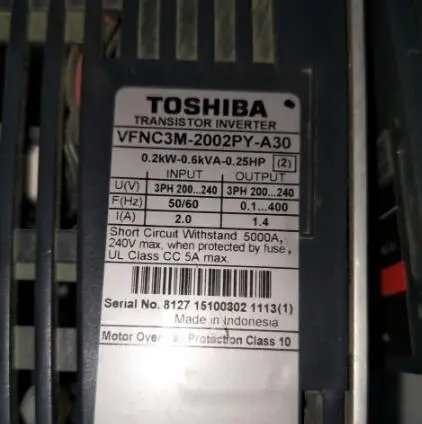 TOSHIBA
TRANSISTOR INVERTER
VFNC3M-2002PY-A30
0.2kW-0.6kVA-0.25HP (2)
INPUT OUTPUT
U(V) 3PH 200...240 3PH 200...240
F(Hz) 50/60 0.1...400
I(A) 2.0 1.4
Short Circuit Withstand 5000A,
240V max, when protected by fuse,
UL Class CC 5A max.
Serial No. 8127 15100302 1113(1)
Made in Indonesia
Motor Protection Class 10